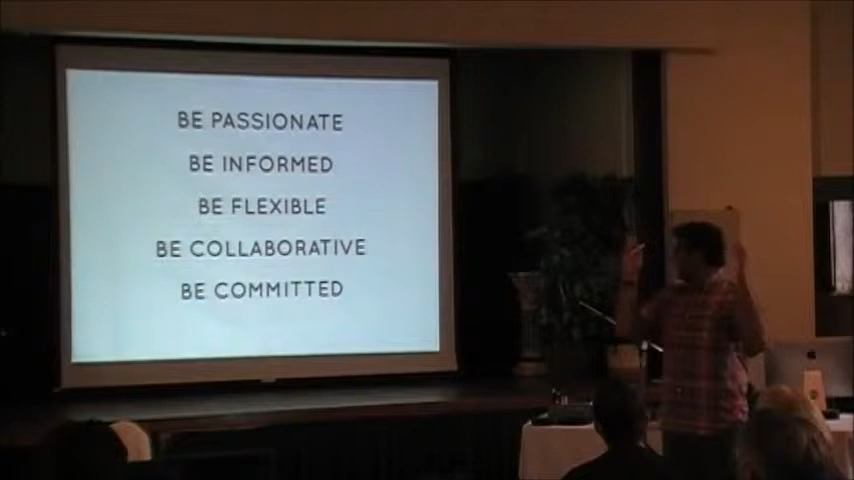 BE PASSIONATE
BE INFORMED
BE FLEXIBLE
BE COLLABORATIVE
BE COMMITTED